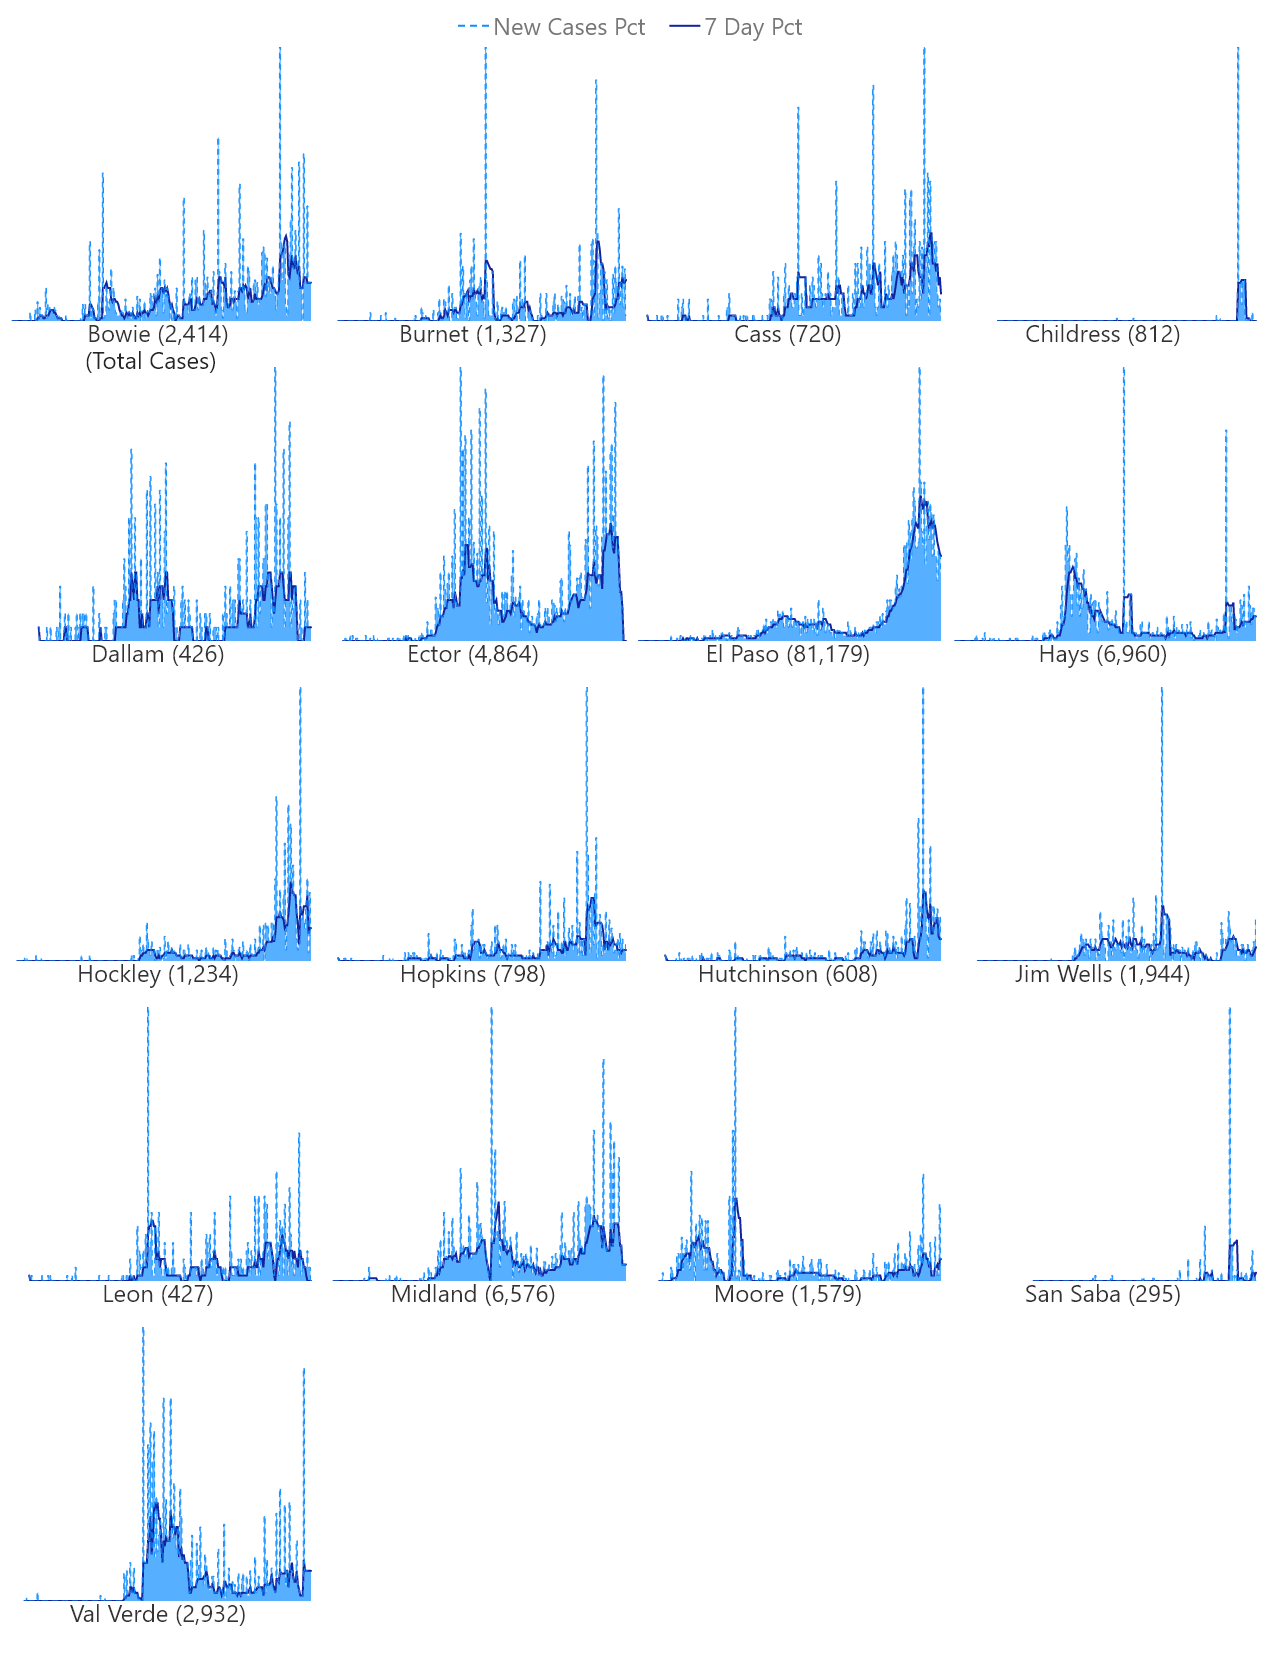 New Cases Pct 7 Day Pct
Bowie (2,414) Burnet (1,327) Cass (720) Childress (812)
(Total Cases)
Dallam (426) Ector (4,864) El Paso (81,179) Hays (6,960)
Hockley (1,234) Hopkins (798) Hutchinson (608) Jim Wells (1,944)
Leon (427) Midland (6,576) Moore (1,579) San Saba (295)
Val Verde (2,932)